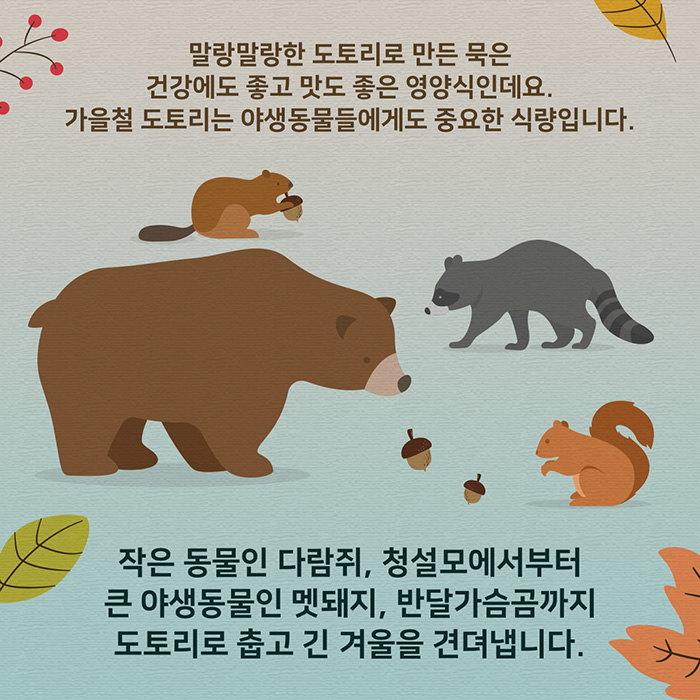 말랑말랑한 도토리로 만든 묵은
건강에도 좋고 맛도 좋은 영양식인데요.
가을철 도토리는 야생동물들에게도 중요한 식량입니다.
작은 동물인 다람쥐, 청설모에서부터
큰 야생동물인 멧돼지, 반달가슴곰까지
도토리로 춥고 긴 겨울을 견뎌냅니다.